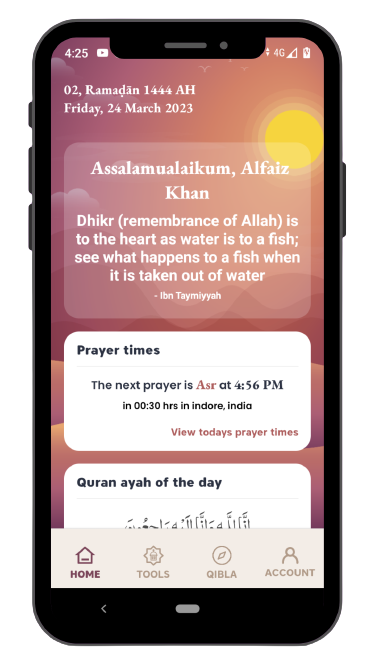 4:25 4G
02, Ramaḍān 1444 AH
Friday, 24 March 2023
Assalamualaikum, Alfaiz
Khan
Dhikr (remembrance of Allah) is
to the heart as water is to a fish;
see what happens to a fish when
it is taken out of water
- Ibn Taymiyyah
Prayer times
The next prayer is Asr at 4:56 PM
in 00:30 hrs in indore, india
View todays prayer times
Quran ayah of the day
HOME TOOLS QIBLA ACCOUNT